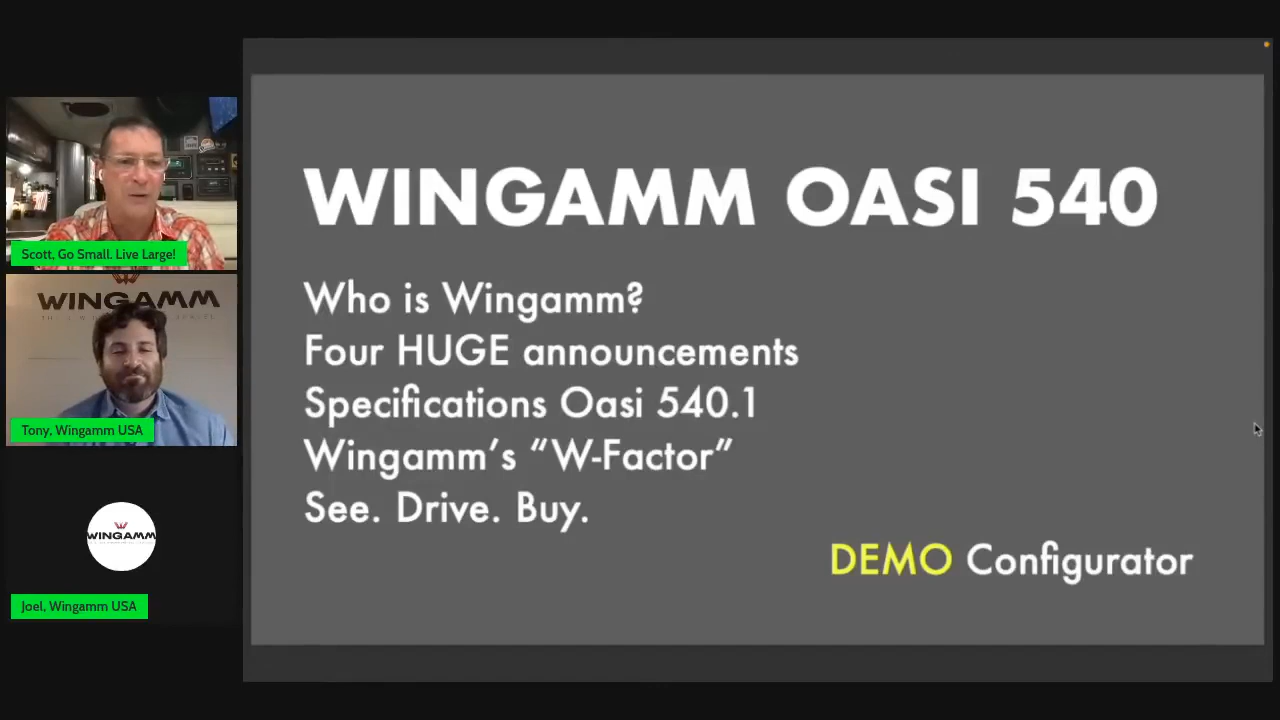 Scott, Go Small. Live Large!
WINGAMM
Tony, Wingamm USA
WINGAMM
Joel, Wingamm USA
WINGAMM OASI 540
Who is Wingamm?
Four HUGE announcements
Specifications Oasi 540.1
Wingamm’s “W-Factor”
See. Drive. Buy.
DEMO Configurator